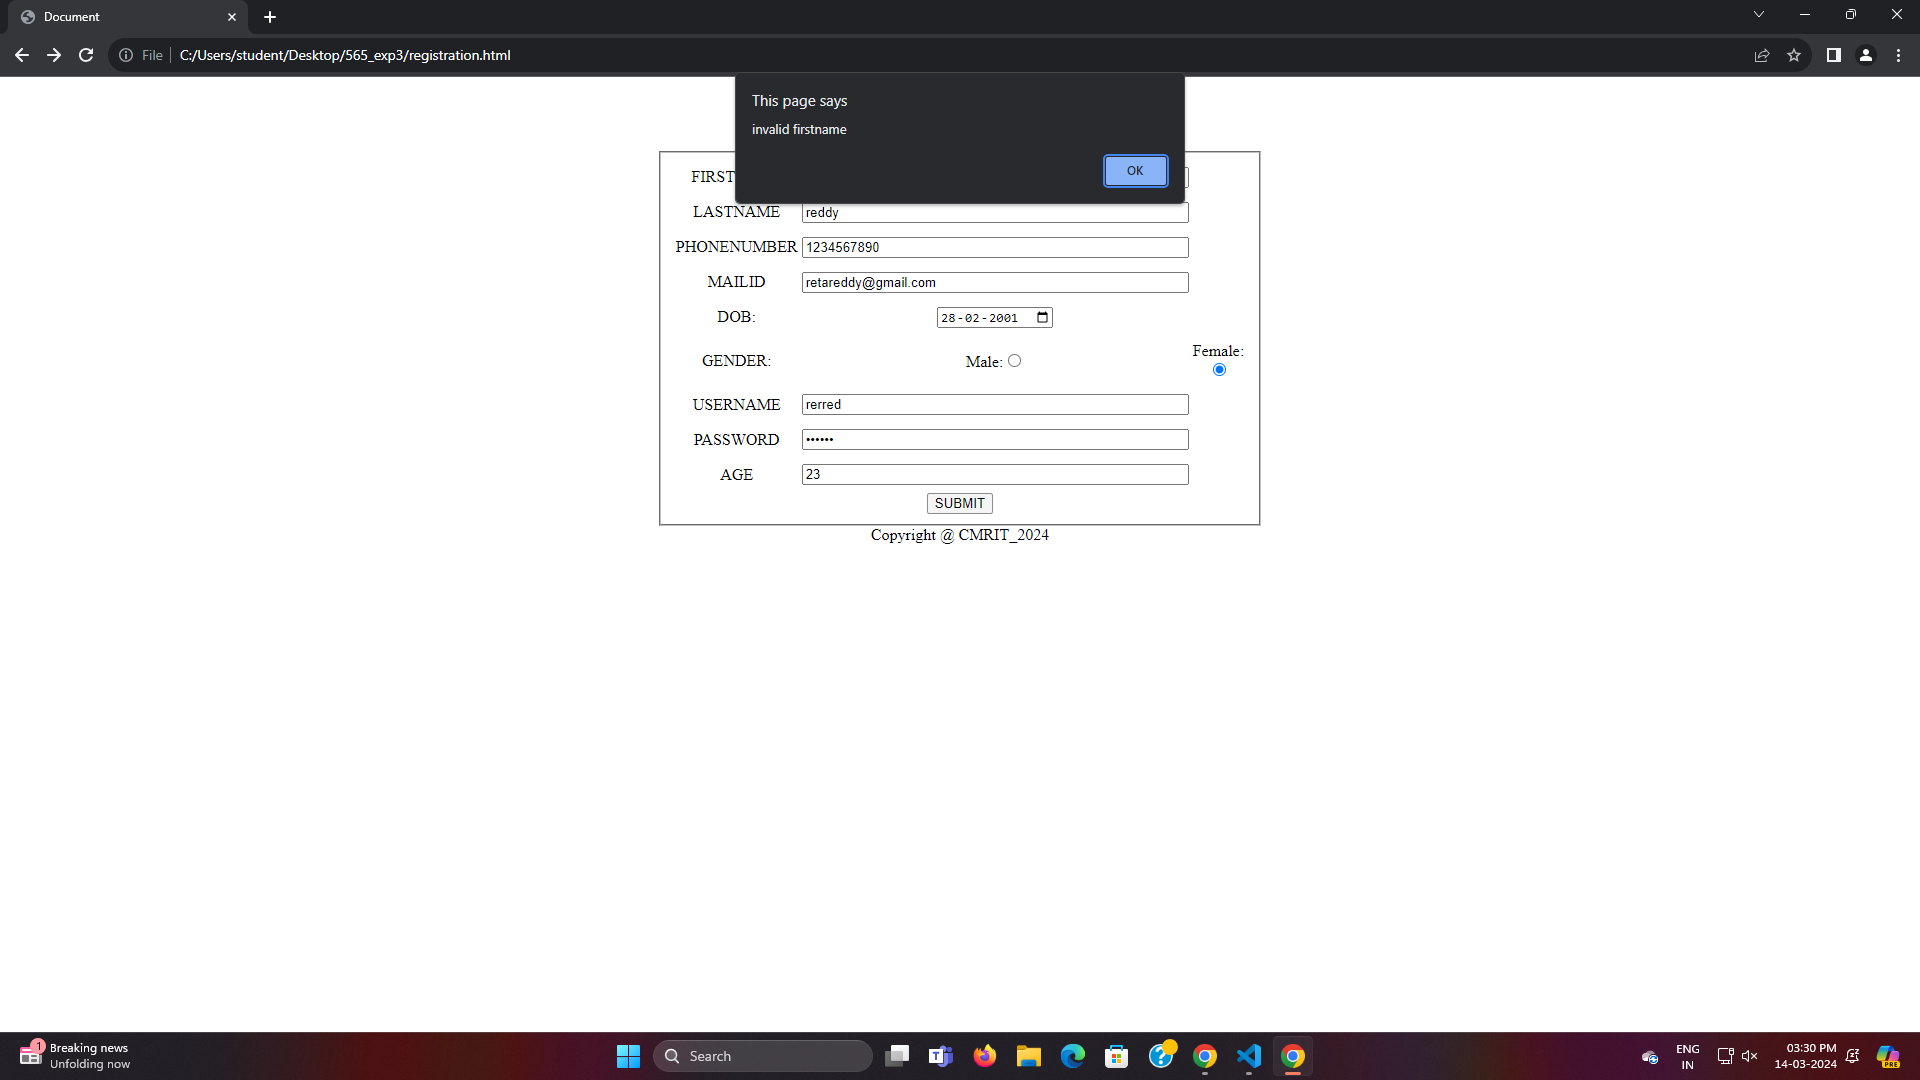 Document
File
C:/Users/student/Desktop/565_exp3/registration.html
This page says
invalid firstname
OK
FIRST
LASTNAME reddy
PHONENUMBER 1234567890
MAILID retareddy@gmail.com
DOB: 28-02-2001
GENDER: Male: Female:
USERNAME rerred
PASSWORD ••••••
AGE 23
SUBMIT
Copyright @ CMRIT_2024
1
Breaking news
Unfolding now
Search
ENG
IN
03:30 PM
14-03-2024
PRE